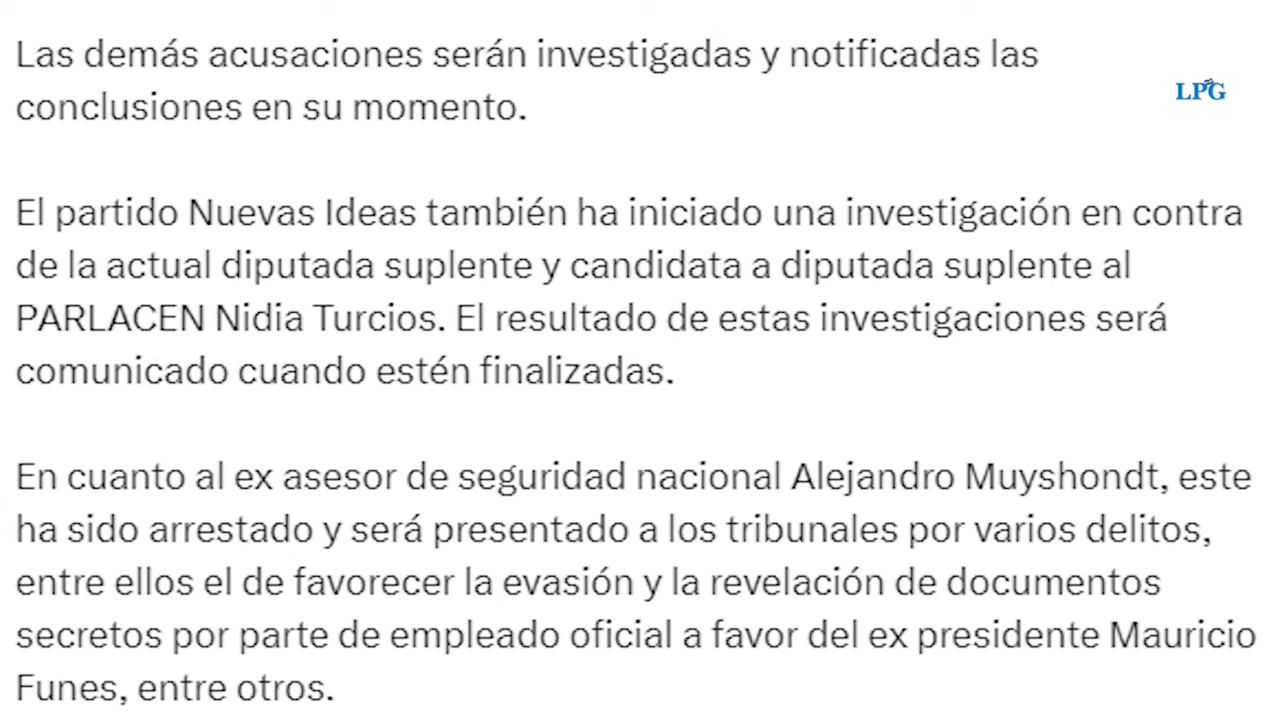 Las demás acusaciones serán investigadas y notificadas las
LPG
conclusiones en su momento.
El partido Nuevas Ideas también ha iniciado una investigación en contra
de la actual diputada suplente y candidata a diputada suplente al
PARLACEN Nidia Turcios. El resultado de estas investigaciones será
comunicado cuando estén finalizadas.
En cuanto al ex asesor de seguridad nacional Alejandro Muyshondt, este
ha sido arrestado y será presentado a los tribunales por varios delitos,
entre ellos el de favorecer la evasión y la revelación de documentos
secretos por parte de empleado oficial a favor del ex presidente Mauricio
Funes, entre otros.